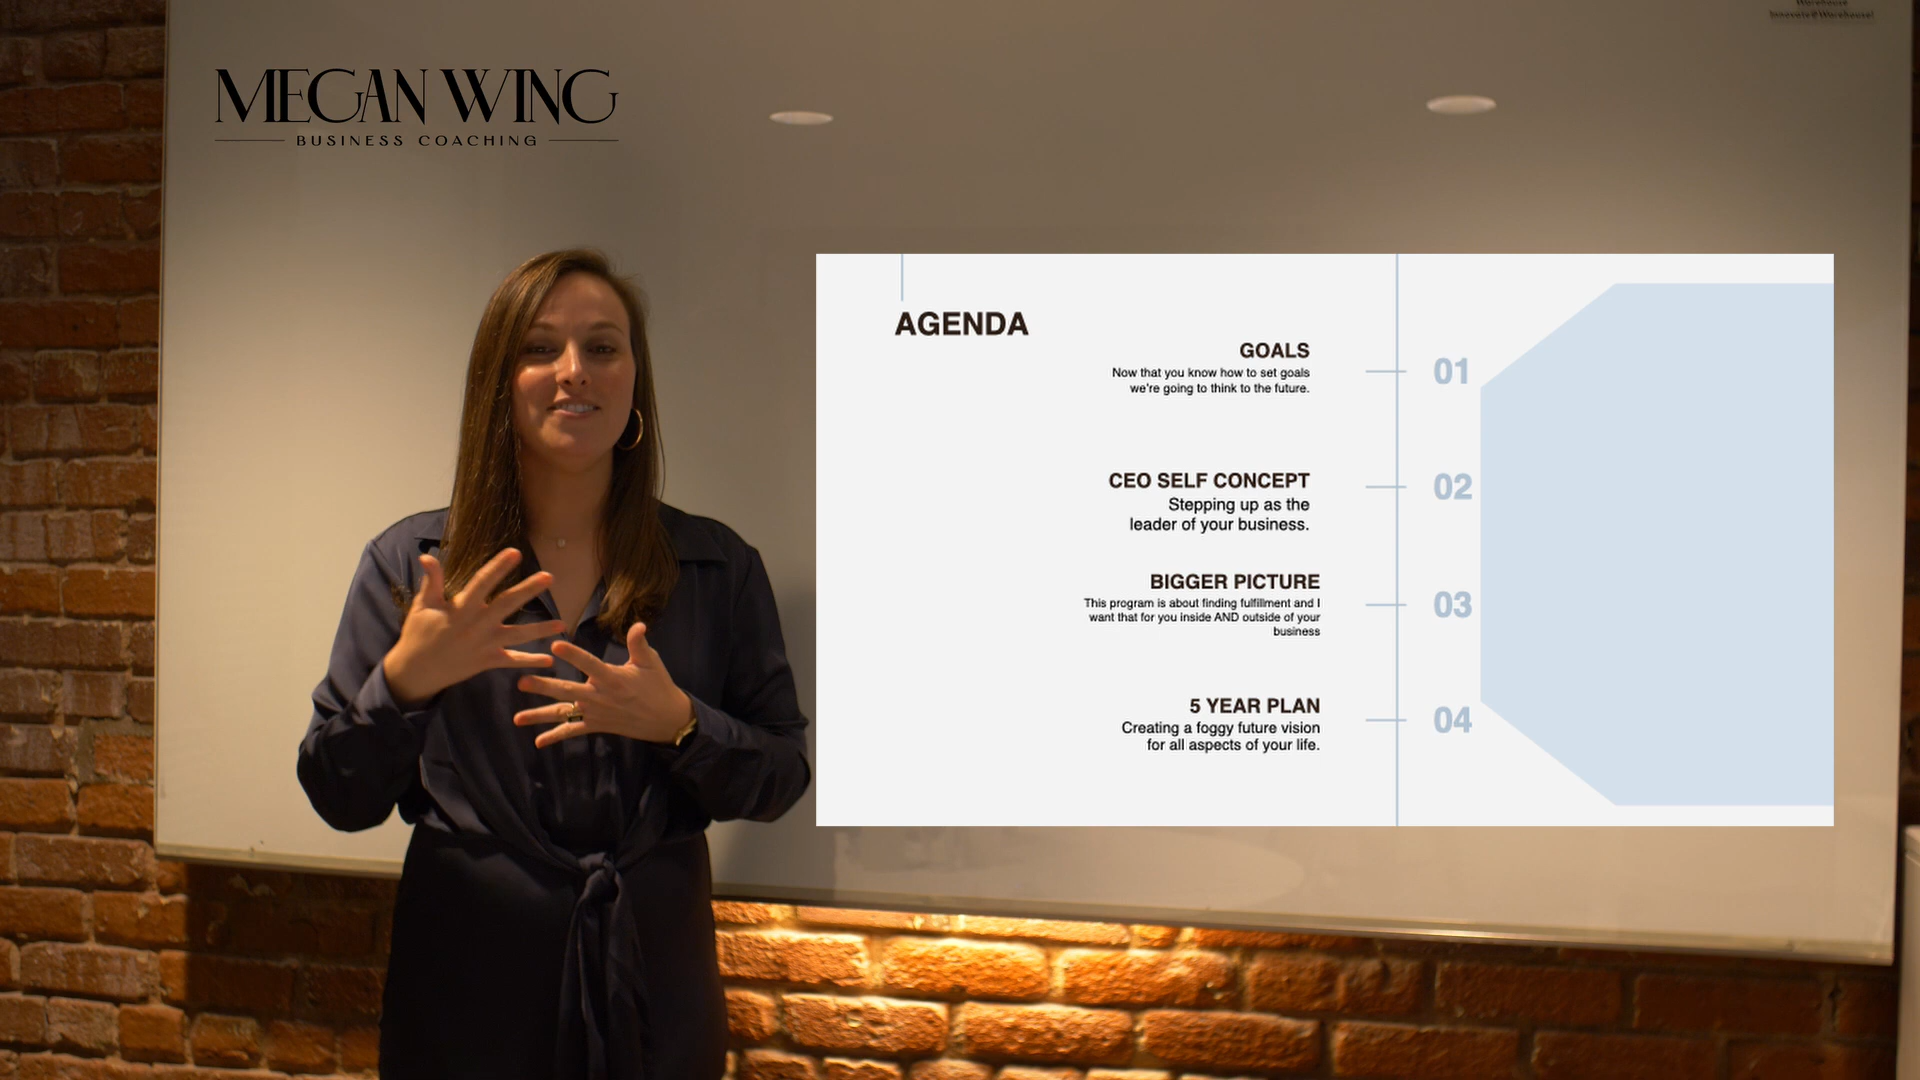 Warehouse
MEGAN WING
BUSINESS COACHING
AGENDA
GOALS
Now that you know how to set goals
we're going to think to the future.
01
CEO SELF CONCEPT
Stepping up as the
leader of your business.
02
BIGGER PICTURE
This program is about finding fulfillment and I
want that for you inside AND outside of your
business
03
5 YEAR PLAN
Creating a foggy future vision
for all aspects of your life.
04